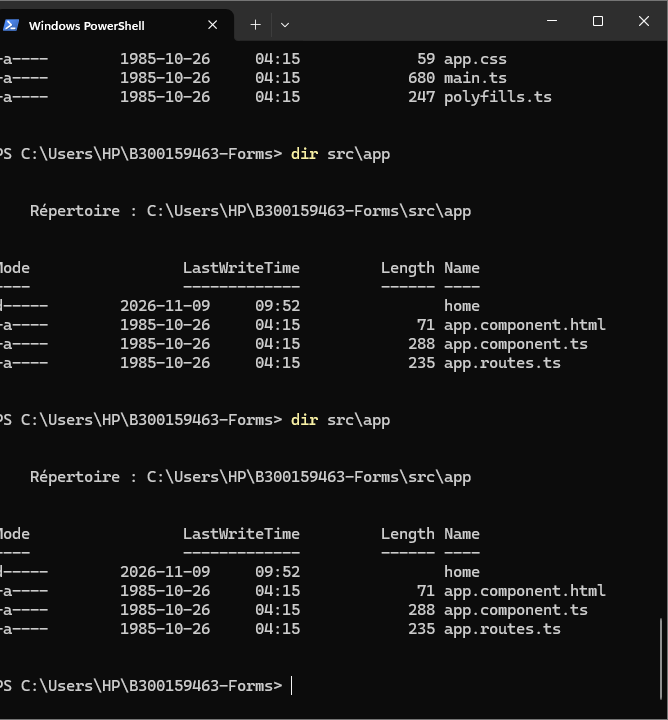 Windows PowerShell
-a---- 1985-10-26 04:15 59 app.css
-a---- 1985-10-26 04:15 680 main.ts
-a---- 1985-10-26 04:15 247 polyfills.ts
PS C:\Users\HP\B300159463-Forms> dir src\app
Répertoire : C:\Users\HP\B300159463-Forms\src\app
Mode LastWriteTime Length Name
---- ------------- ------ ----
d----- 2026-11-09 09:52 home
-a---- 1985-10-26 04:15 71 app.component.html
-a---- 1985-10-26 04:15 288 app.component.ts
-a---- 1985-10-26 04:15 235 app.routes.ts
PS C:\Users\HP\B300159463-Forms> dir src\app
Répertoire : C:\Users\HP\B300159463-Forms\src\app
Mode LastWriteTime Length Name
---- ------------- ------ ----
d----- 2026-11-09 09:52 home
-a---- 1985-10-26 04:15 71 app.component.html
-a---- 1985-10-26 04:15 288 app.component.ts
-a---- 1985-10-26 04:15 235 app.routes.ts
PS C:\Users\HP\B300159463-Forms>